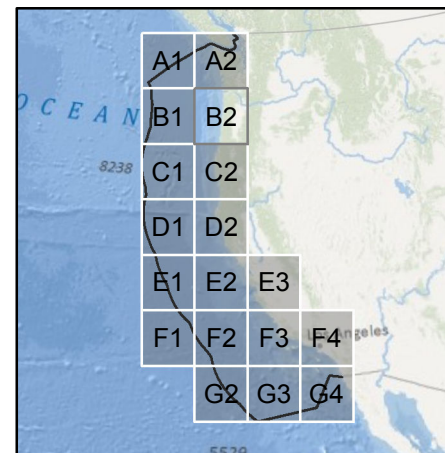 A1 A2
OCEAN
B1 B2
8238
C1 C2
D1 D2
E1 E2 E3
Los Angeles
F1 F2 F3 F4
G2 G3 G4
5529